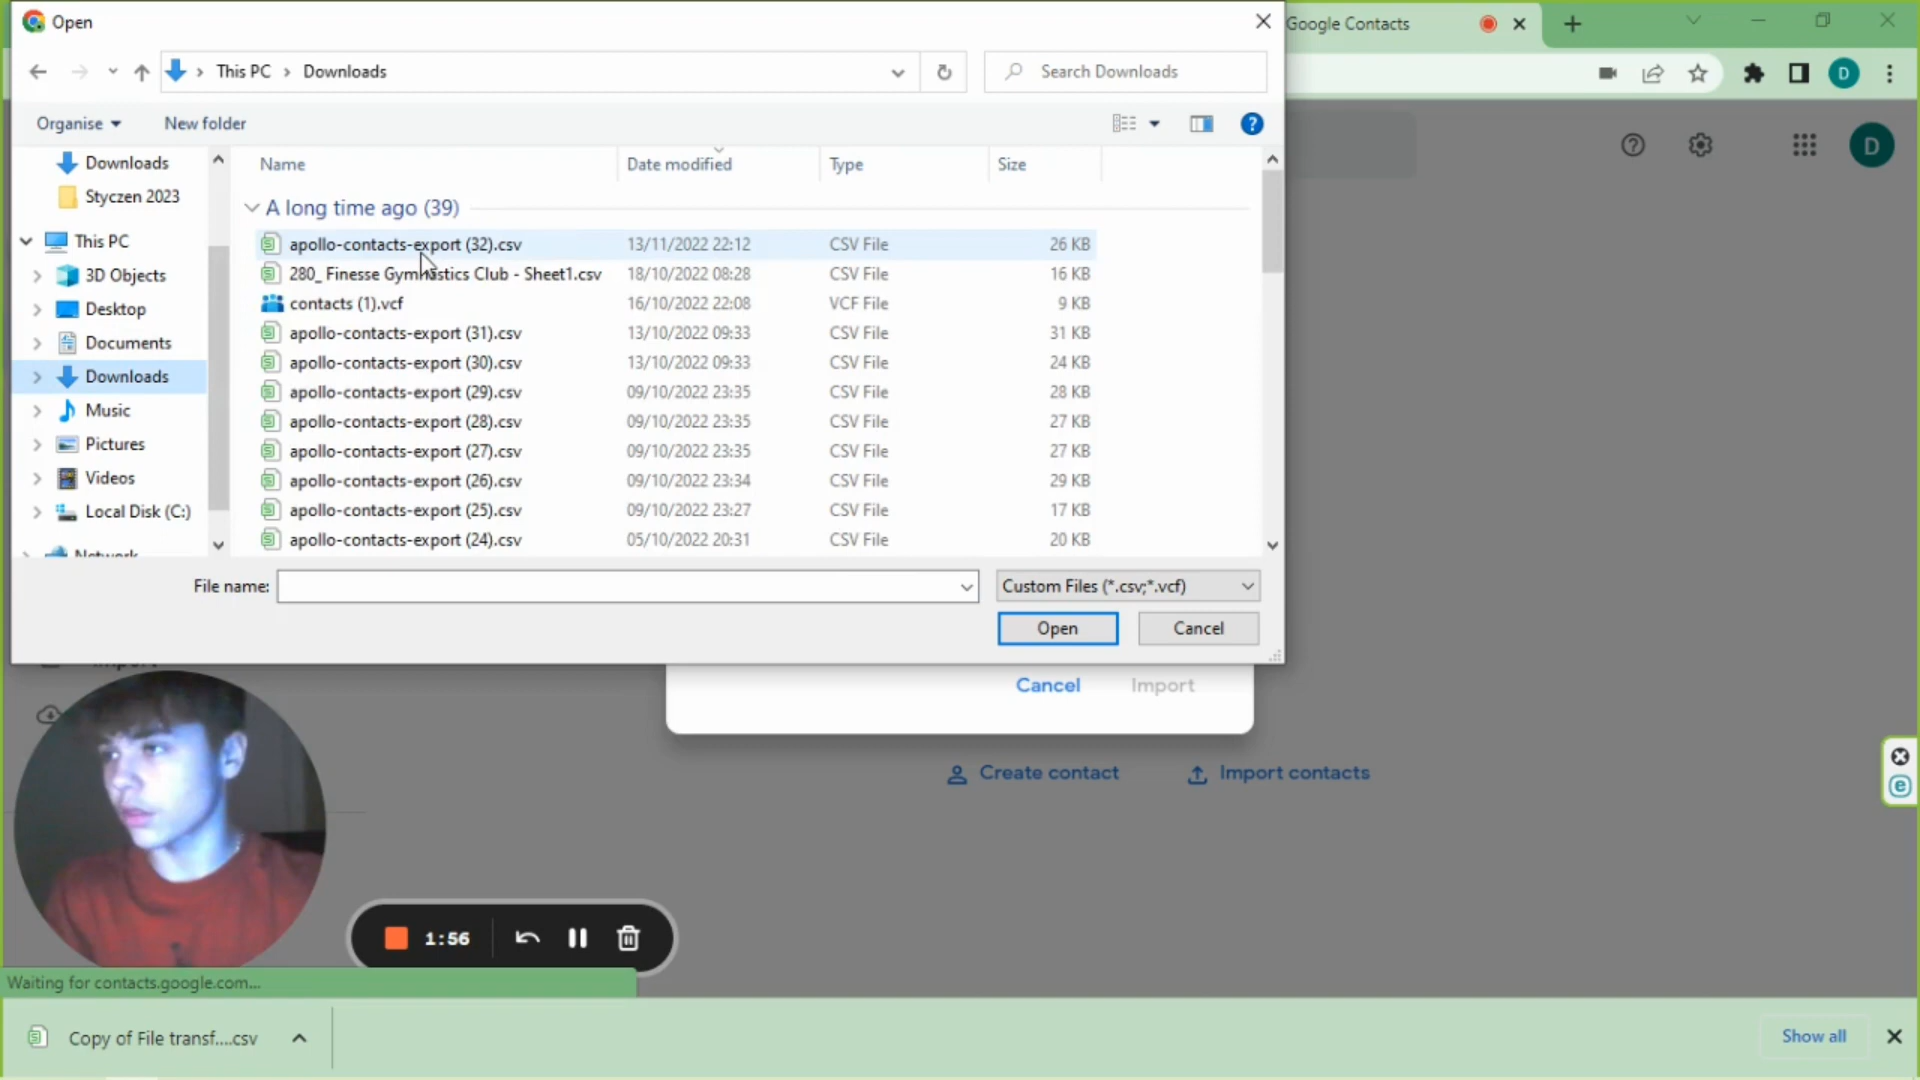 Open
Google Contacts
This PC
Downloads
Search Downloads
D
Organise
New folder
?
D
Downloads
Styczen 2023
This PC
3D Objects
Desktop
Documents
Downloads
Music
Pictures
Videos
Local Disk (C:)
Network
Name Date modified Type Size
A long time ago (39)
apollo-contacts-export (32).csv 13/11/2022 22:12 CSV File 26 KB
280_ Finesse Gymnastics Club - Sheet1.csv 18/10/2022 08:28 CSV File 16 KB
contacts (1).vcf 16/10/2022 22:08 VCF File 9 KB
apollo-contacts-export (31).csv 13/10/2022 09:33 CSV File 31 KB
apollo-contacts-export (30).csv 13/10/2022 09:33 CSV File 24 KB
apollo-contacts-export (29).csv 09/10/2022 23:35 CSV File 28 KB
apollo-contacts-export (28).csv 09/10/2022 23:35 CSV File 27 KB
apollo-contacts-export (27).csv 09/10/2022 23:35 CSV File 27 KB
apollo-contacts-export (26).csv 09/10/2022 23:34 CSV File 29 KB
apollo-contacts-export (25).csv 09/10/2022 23:27 CSV File 17 KB
apollo-contacts-export (24).csv 05/10/2022 20:31 CSV File 20 KB
File name:
Custom Files (*.csv;*.vcf)
Open
Cancel
Import
Cancel
Import
Create contact
Import contacts
1:56
Waiting for contacts.google.com...
Copy of File transf....csv
Show all